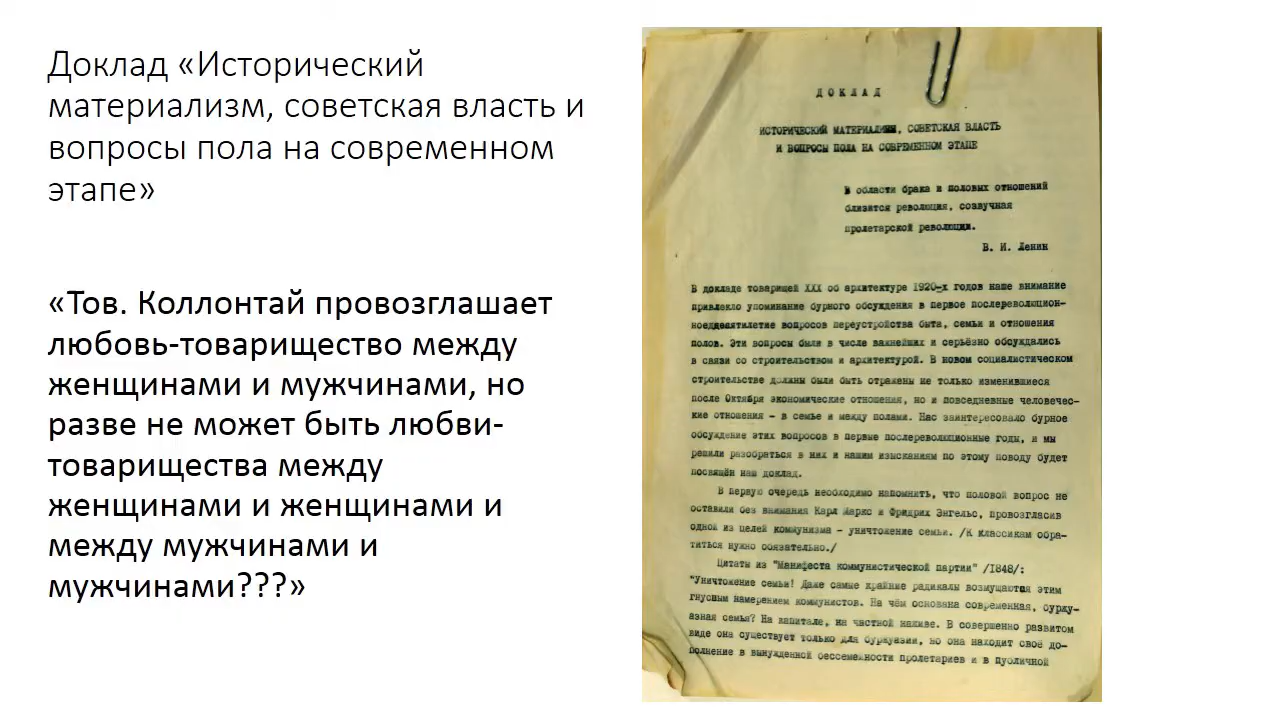 Доклад «Исторический
материализм, советская власть и
вопросы пола на современном
этапе»
«Тов. Коллонтай провозглашает
любовь-товарищество между
женщинами и мужчинами, но
разве не может быть любви-
товарищества между
женщинами и женщинами и
между мужчинами и
мужчинами???»
ДОКЛАД
ИСТОРИЧЕСКИЙ МАТЕРИАЛИЗМ, СОВЕТСКАЯ ВЛАСТЬ
И ВОПРОСЫ ПОЛА НА СОВРЕМЕННОМ ЭТАПЕ
В области брака и половых отношений
близится революция, созвучная
пролетарской революции.
В. И. Ленин
В докладе товарищей XXX об архитектуре 1920-х годов наше внимание
привлекло упоминание бурного обсуждения в первое послереволюцион-
ноедесятилетие вопросов переустройства быта, семьи и отношения
полов. Эти вопросы были в числе важнейших и серьёзно обсуждались
в связи со строительством и архитектурой. В новом социалистическом
строительстве должны были быть отражены не только изменившиеся
после Октября экономические отношения, но и повседневные человечес-
кие отношения - в семье и между полами. Нас заинтересовало бурное
обсуждение этих вопросов в первые послереволюционные годы, и мы
решили разобраться в них и нашим изысканиям по этому поводу будет
посвящён наш доклад.
В первую очередь необходимо напомнить, что половой вопрос не
оставили без внимания Карл Маркс и Фридрих Энгельс, провозгласив
одной из целей коммунизма - уничтожение семьи. /К классикам обра-
титься нужно обязательно./
Цитаты из "Манифеста коммунистической партии" /1848/:
"Уничтожение семьи! Даже самые крайние радикалы возмущаются этим
гнусным намерением коммунистов. На чём основана современная, буржу-
азная семья? На капитале, на частной наживе. В совершенно развитом
виде она существует только для буржуазии, но она находит своё до-
полнение в вынужденной бессемейности пролетариев и в публичной